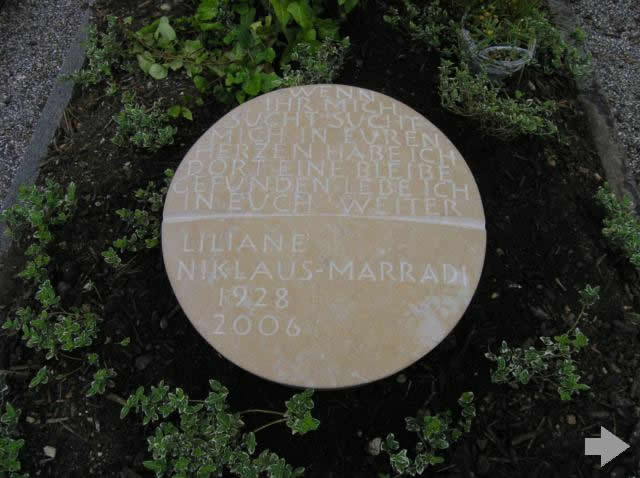 WENN
IHR MICH
SUCHT SUCHT
MICH IN EUREN
HERZEN HABE ICH
DORT EINE BLEIBE
GEFUNDEN LEBE ICH
IN EUCH WEITER
LILIANE
NIKLAUS-MARRADI
1928
2006